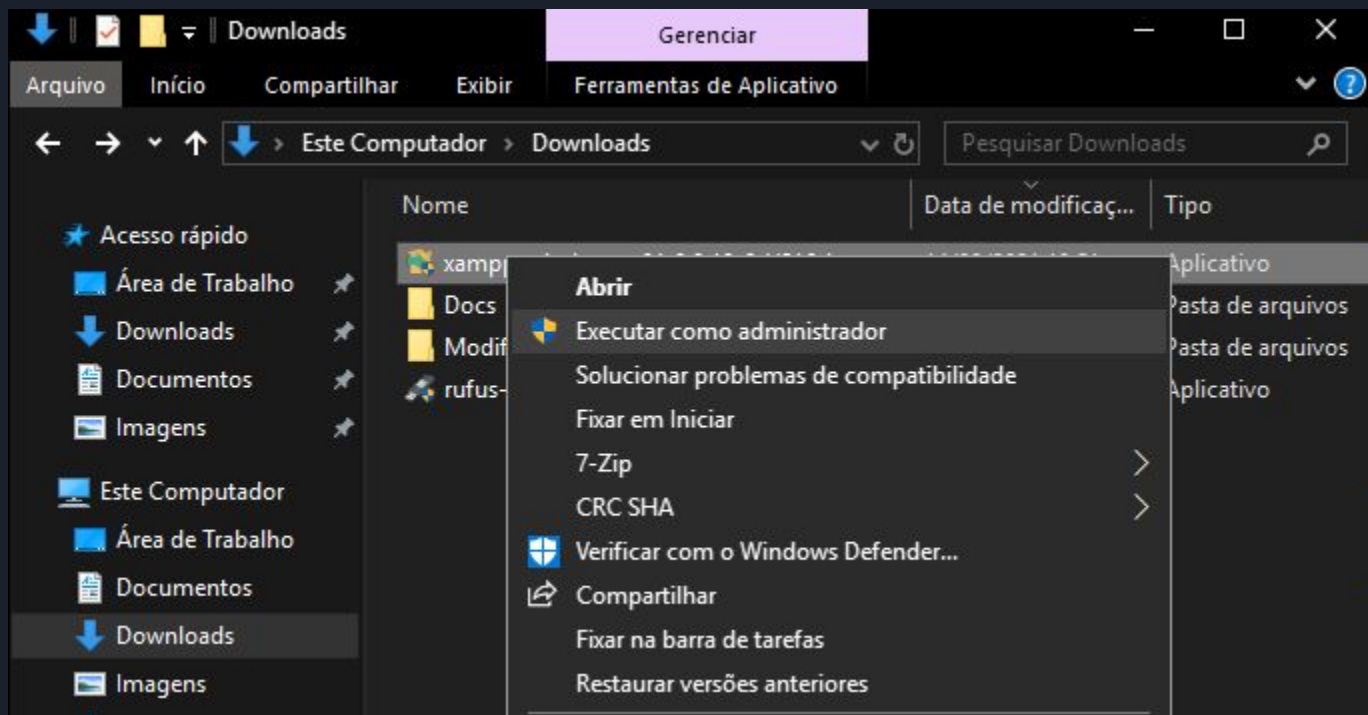 Downloads
Gerenciar
Arquivo Início Compartilhar Exibir Ferramentas de Aplicativo
Este Computador Downloads Pesquisar Downloads
Nome Data de modificaç... Tipo
Acesso rápido
Área de Trabalho
Downloads
Documentos
Imagens
Este Computador
Área de Trabalho
Documentos
Downloads
Imagens
Aplicativo
Docs Pasta de arquivos
Pasta de arquivos
rufus- Aplicativo
Abrir
Executar como administrador
Solucionar problemas de compatibilidade
Fixar em Iniciar
7-Zip
CRC SHA
Verificar com o Windows Defender...
Compartilhar
Fixar na barra de tarefas
Restaurar versões anteriores